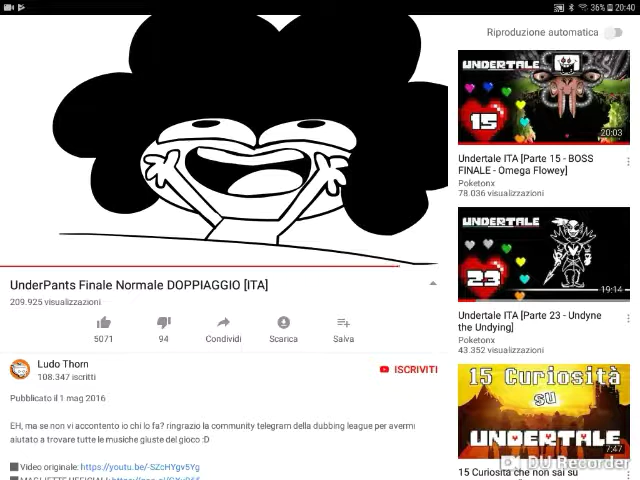 36% 20:40
Riproduzione automatica
UnderPants Finale Normale DOPPIAGGIO [ITA]
209.925 visualizzazioni
5071
94
Condividi
Scarica
Salva
Ludo Thorn
108.347 iscritti
ISCRIVITI
Pubblicato il 1 mag 2016
EH, ma se non vi accontento io chi lo fa? ringrazio la community telegram della dubbing league per avermi
aiutato a trovare tutte le musiche giuste del gioco :D
Video originale: https://youtu.be/-SZcHYgv5Yg
UNDERTALE
15
20:03
Undertale ITA [Parte 15 - BOSS
FINALE - Omega Flowey]
Poketonx
78.036 visualizzazioni
UNDERTALE
23
19:14
Undertale ITA [Parte 23 - Undyne
the Undying]
Poketonx
43.352 visualizzazioni
15 Curiosità
su
UNDERTALE
7:47
DU Recorder
15 Curiosità che non sai su